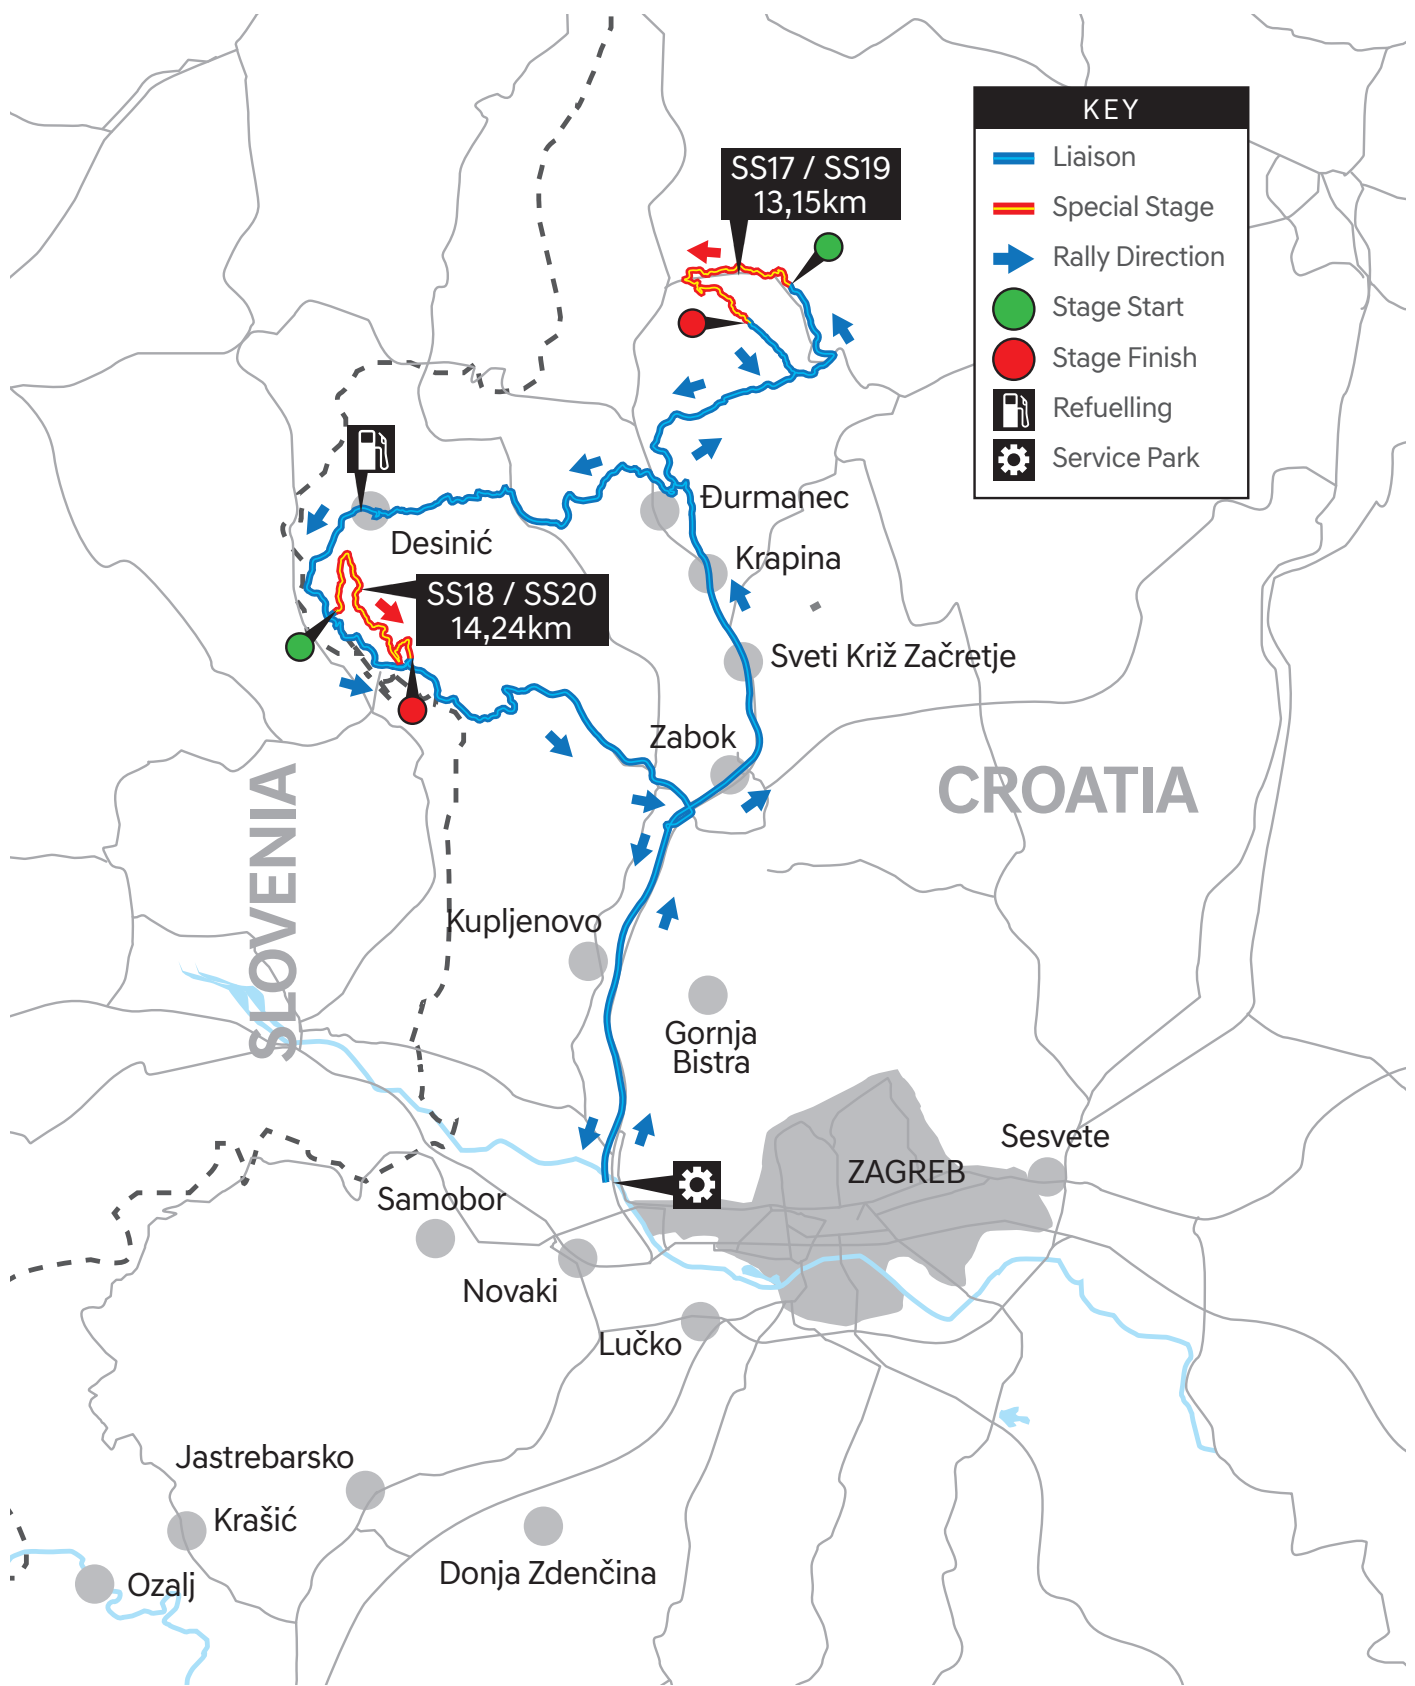 KEY
Liaison
Special Stage
Rally Direction
Stage Start
Stage Finish
Refuelling
Service Park
SS17 / SS19
13,15km
Đurmanec
Desinić
Krapina
SS18 / SS20
14,24km
Sveti Križ Začretje
Zabok
CROATIA
SLOVENIA
Kupljenovo
Gornja
Bistra
Sesvete
ZAGREB
Samobor
Novaki
Lučko
Jastrebarsko
Krašić
Donja Zdenčina
Ozalj